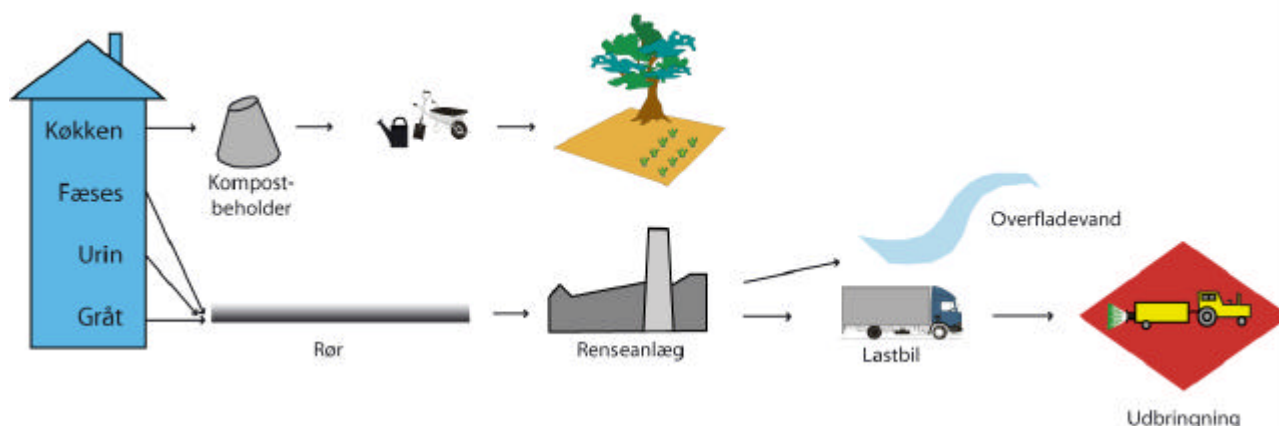 Køkken
Fæses
Urin
Gråt
Kompost-
beholder
Rør
Renseanlæg
Overfladevand
Lastbil
Udbringning